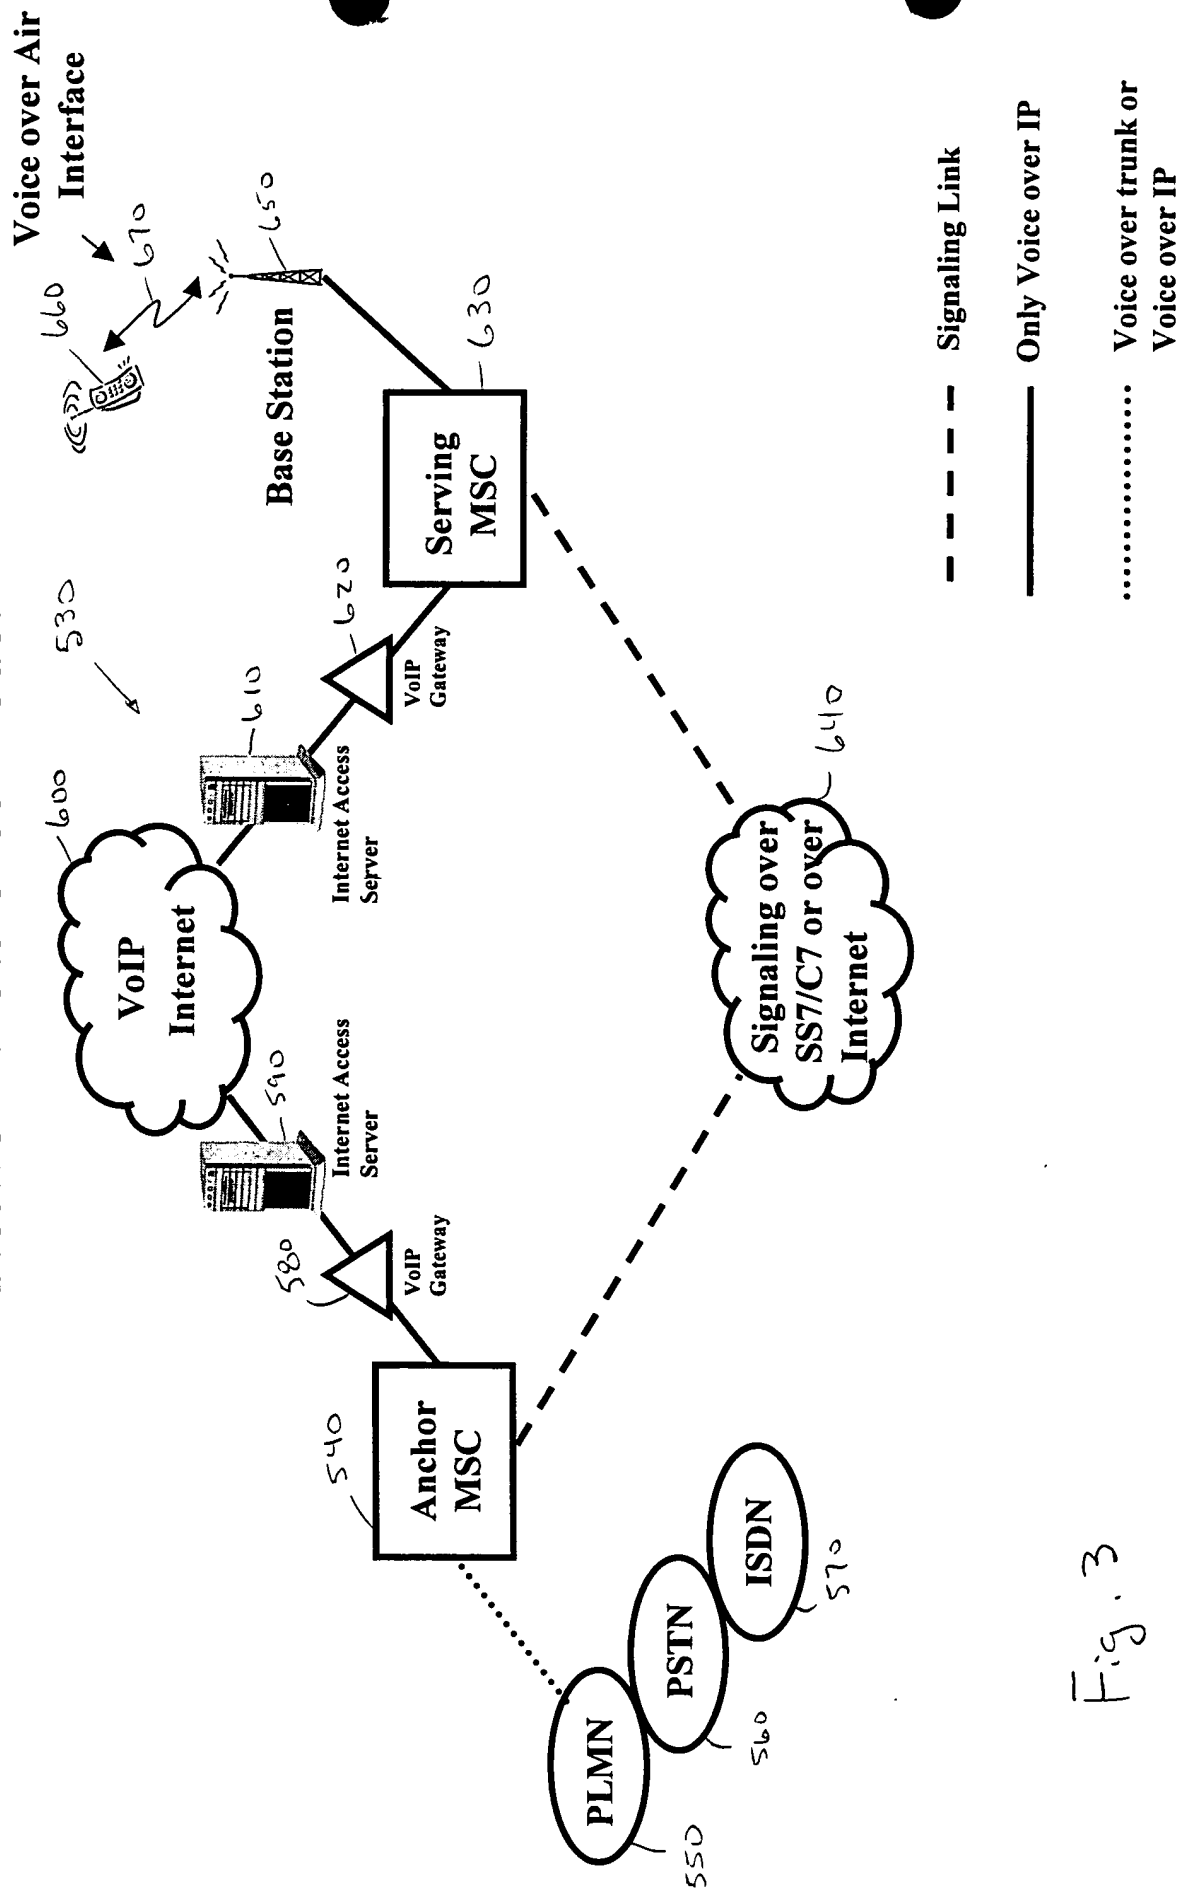 Voice over Air
Interface
660
670
650
Base Station
530
600
VoIP
Internet
610
Internet Access
Server
620
VoIP
Gateway
Serving
MSC
630
590
Internet Access
Server
580
VoIP
Gateway
540
Anchor
MSC
PLMN
550
PSTN
560
ISDN
570
Signaling over
SS7/C7 or over
Internet
640
Signaling Link
Only Voice over IP
Voice over trunk or
Voice over IP
Fig. 3